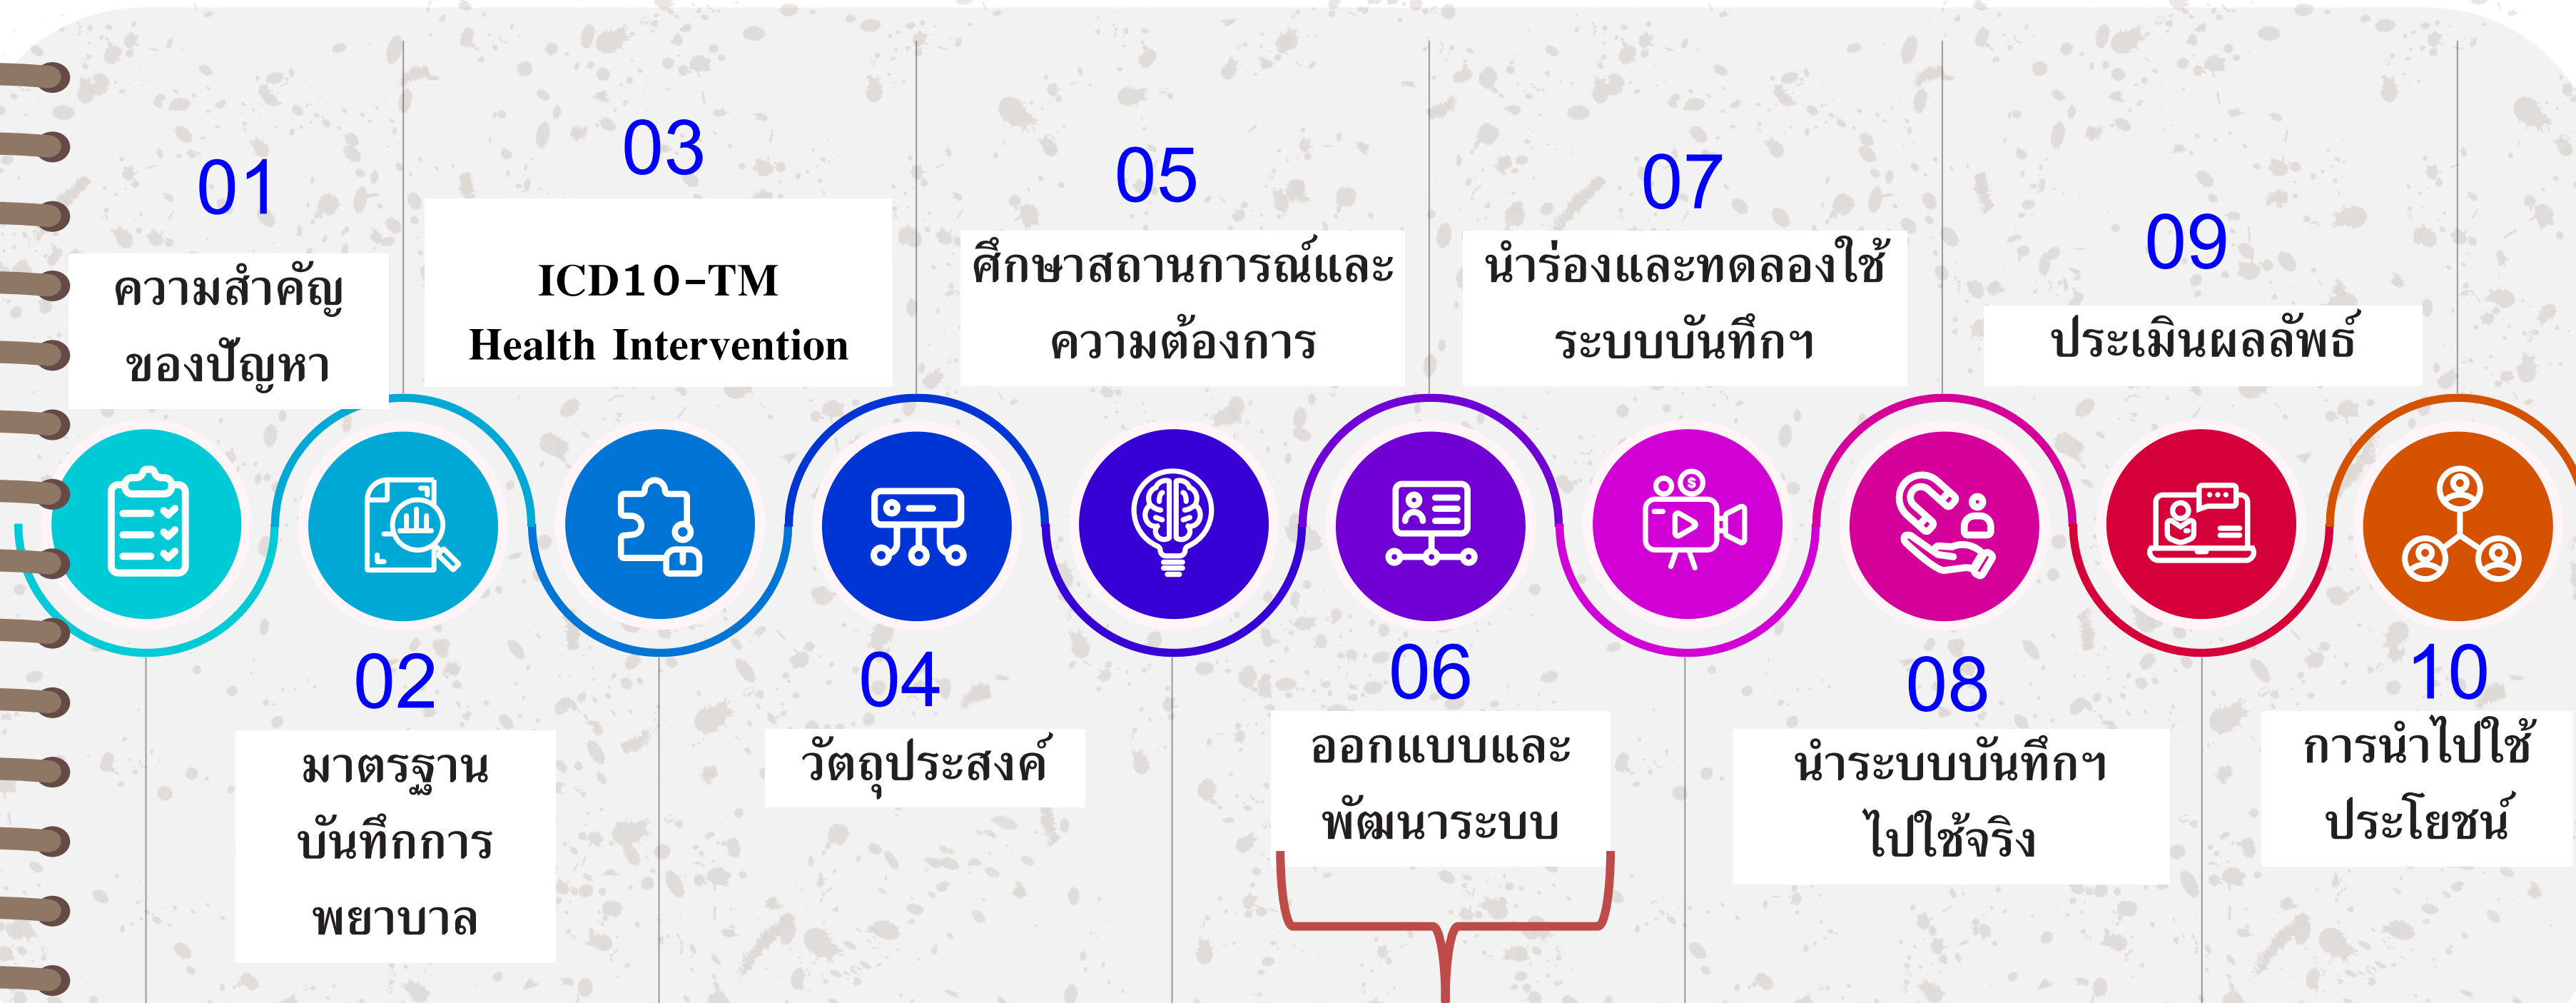 01
ความสำคัญ
ของปัญหา
02
มาตรฐาน
บันทึกการ
พยาบาล
03
ICD10-TM
Health Intervention
04
วัตถุประสงค์
05
ศึกษาสถานการณ์และ
ความต้องการ
06
ออกแบบและ
พัฒนาระบบ
07
นำร่องและทดลองใช้
ระบบบันทึกฯ
08
นำระบบบันทึกฯ
ไปใช้จริง
09
ประเมินผลลัพธ์
10
การนำไปใช้
ประโยชน์